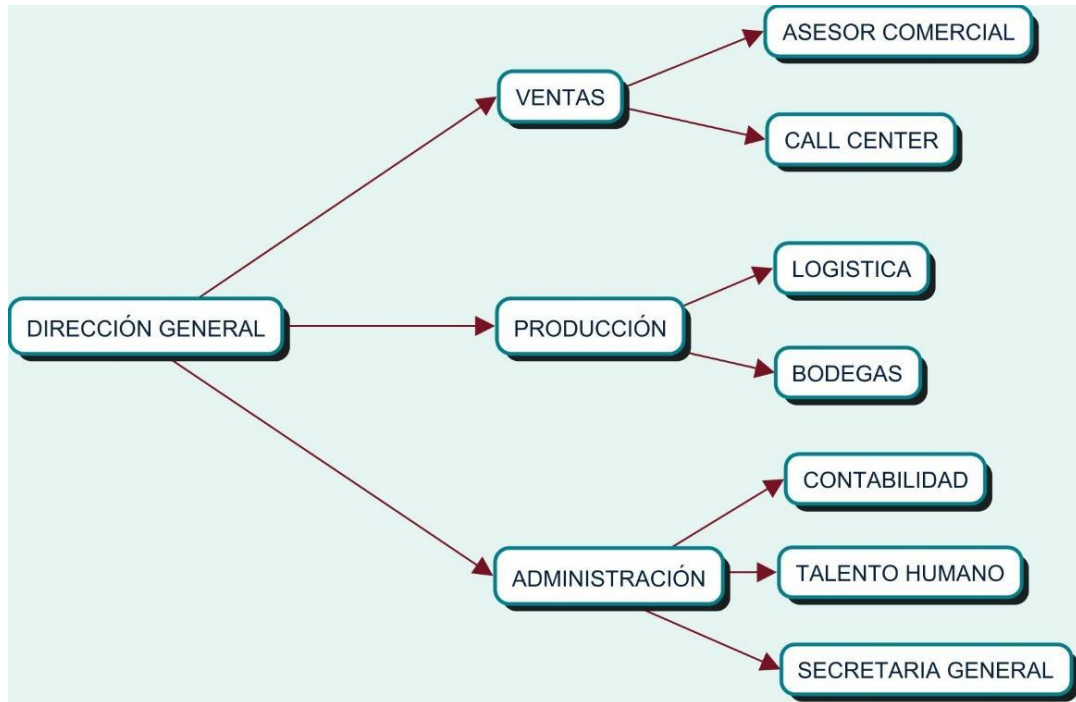 DIRECCIÓN GENERAL
VENTAS
ASESOR COMERCIAL
CALL CENTER
PRODUCCIÓN
LOGISTICA
BODEGAS
ADMINISTRACIÓN
CONTABILIDAD
TALENTO HUMANO
SECRETARIA GENERAL